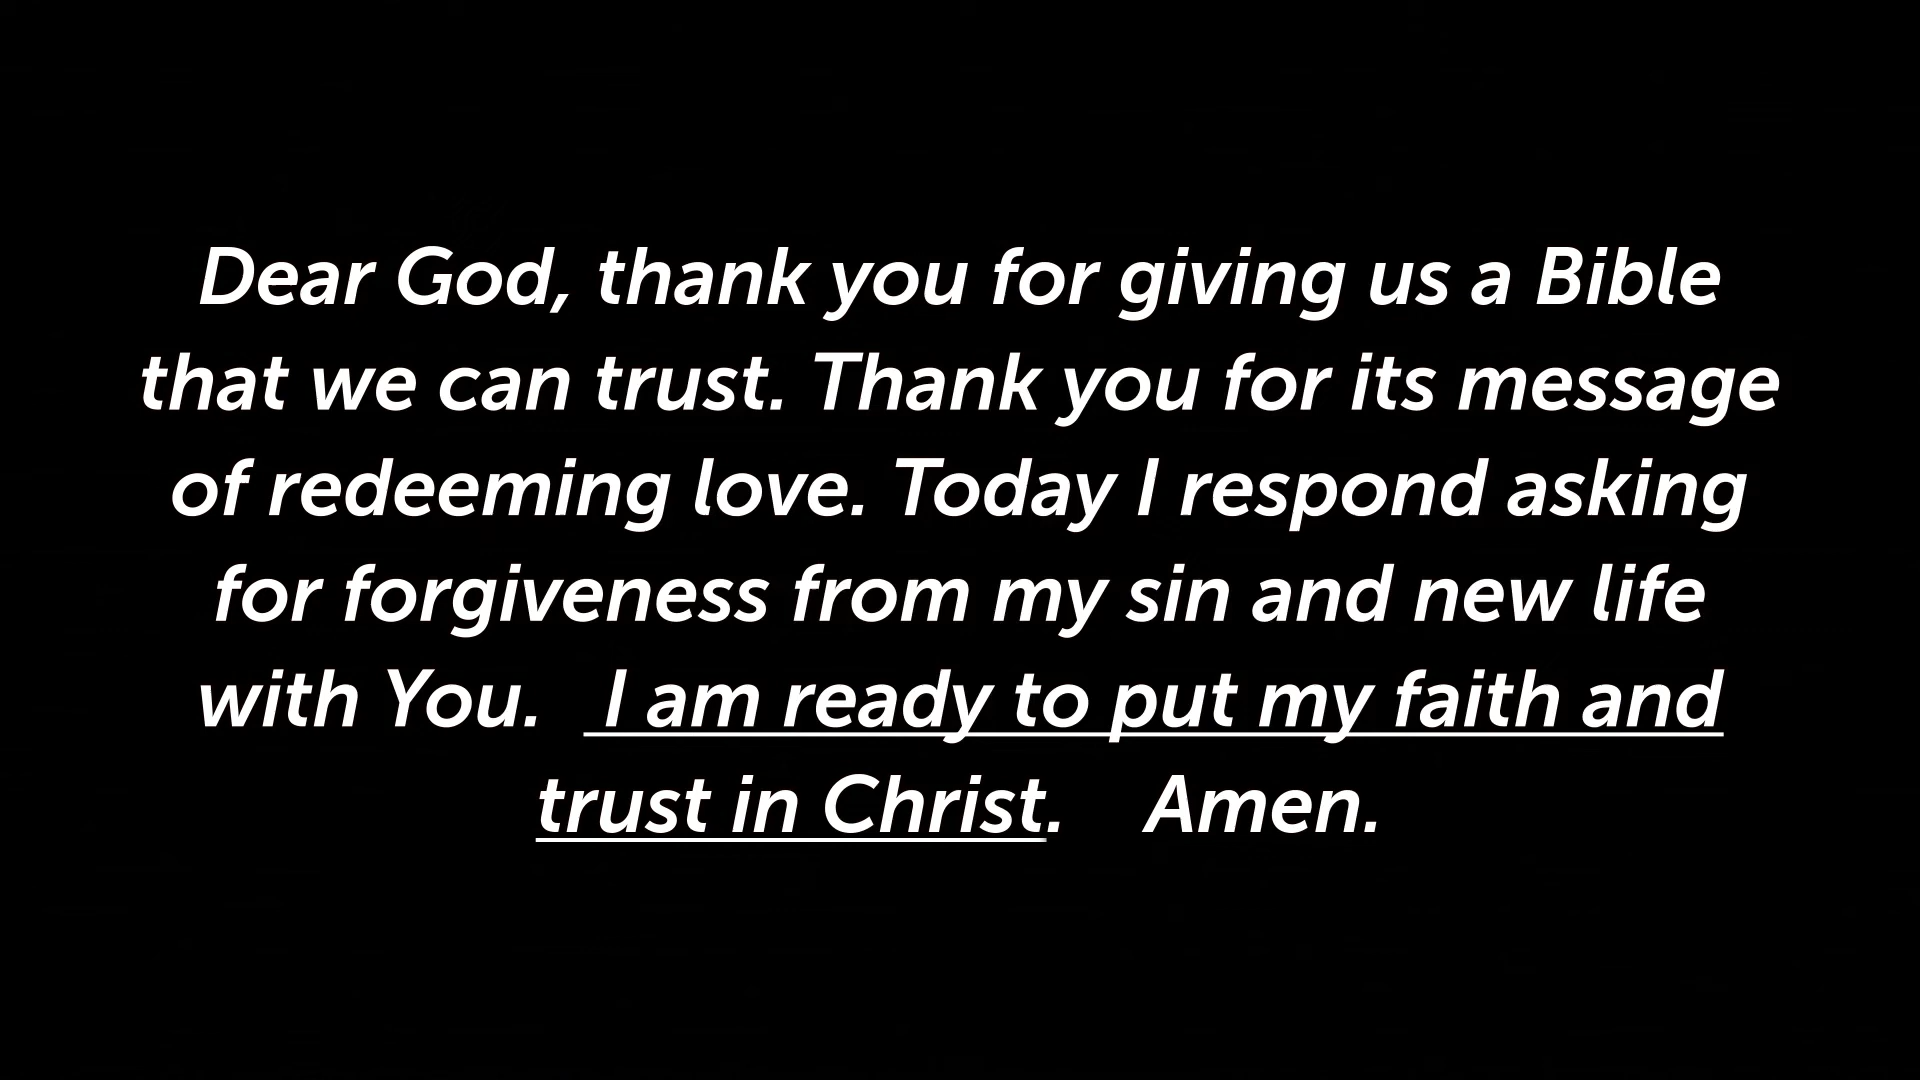 Dear God, thank you for giving us a Bible
that we can trust. Thank you for its message
of redeeming love. Today I respond asking
for forgiveness from my sin and new life
with You. I am ready to put my faith and
trust in Christ. Amen.